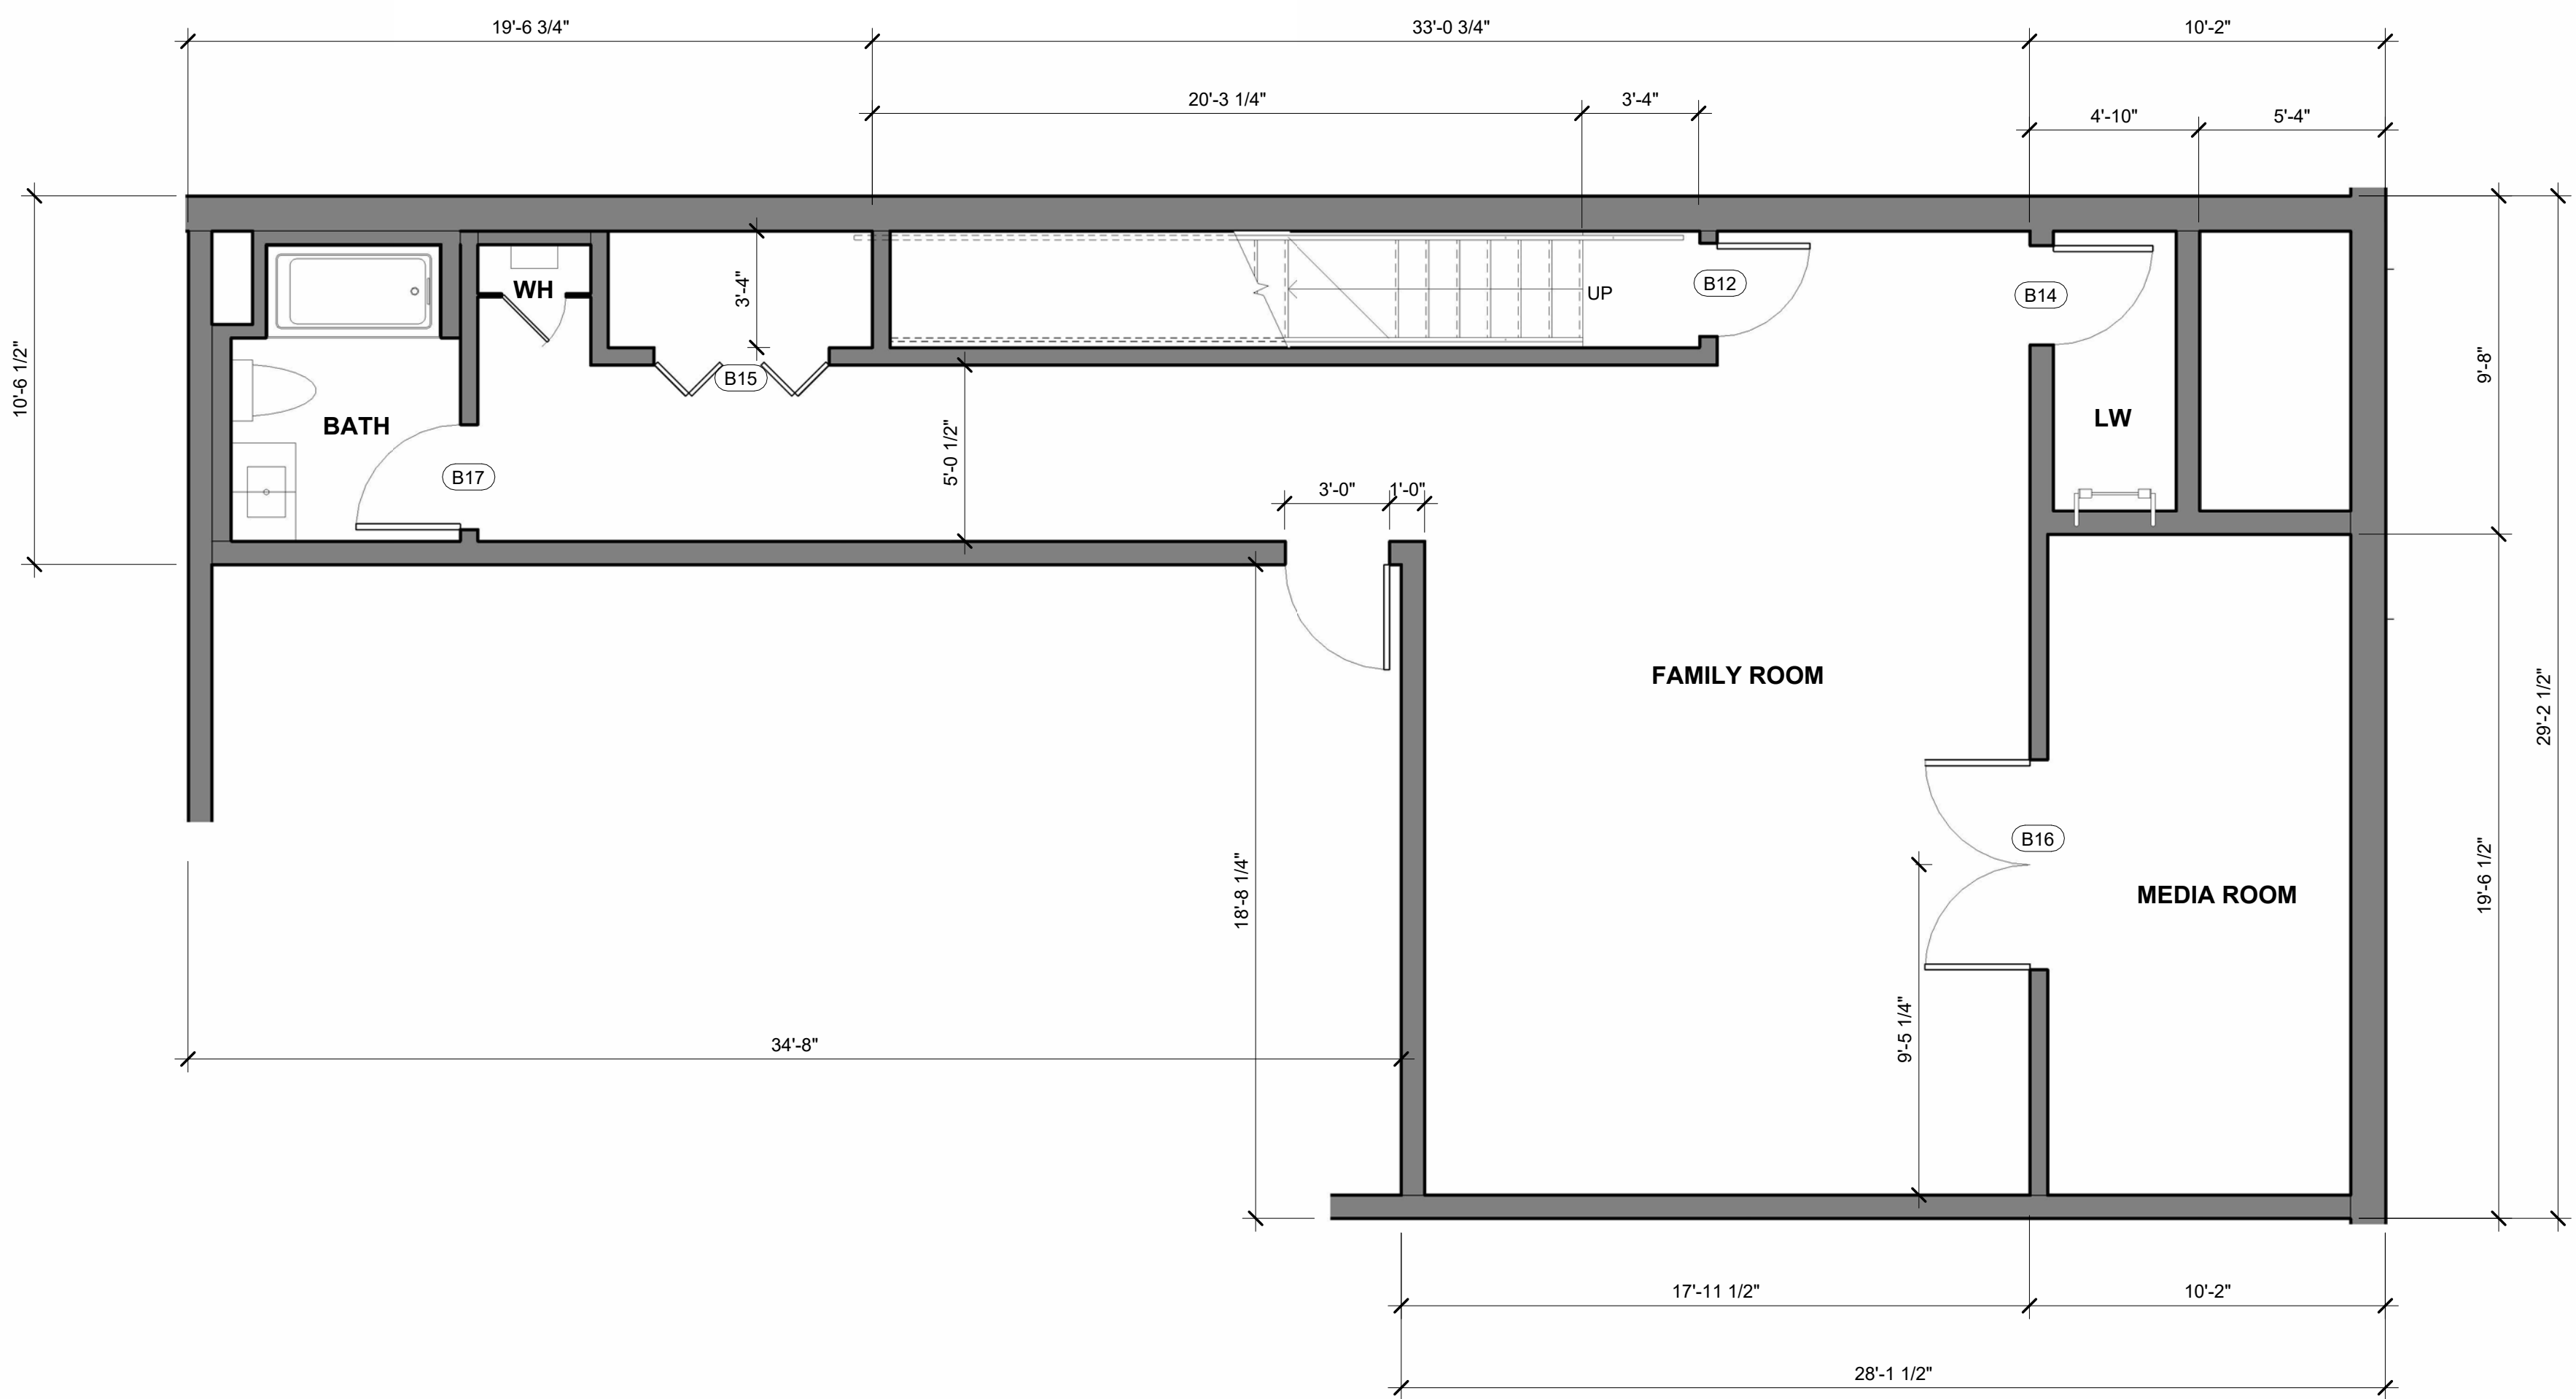 19'-6 3/4"
33'-0 3/4"
10'-2"
20'-3 1/4"
3'-4"
4'-10"
5'-4"
WH
3'-4"
UP
B12
B14
10'-6 1/2"
B15
9'-8"
BATH
LW
B17
5'-0 1/2"
3'-0"
1'-0"
FAMILY ROOM
29'-2 1/2"
B16
18'-8 1/4"
MEDIA ROOM
19'-6 1/2"
9'-5 1/4"
34'-8"
17'-11 1/2"
10'-2"
28'-1 1/2"